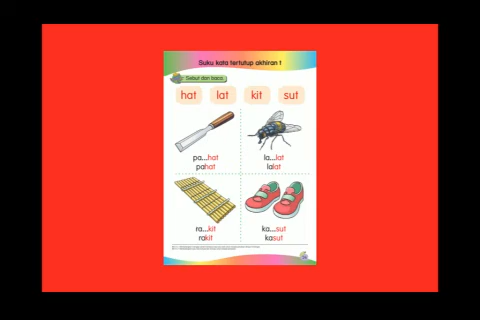 Suku kata tertutup akhiran t
Sebut dan baca.
hat lat kit sut
pa...hat
pahat
la...lat
lalat
ra...kit
rakit
ka...sut
kasut